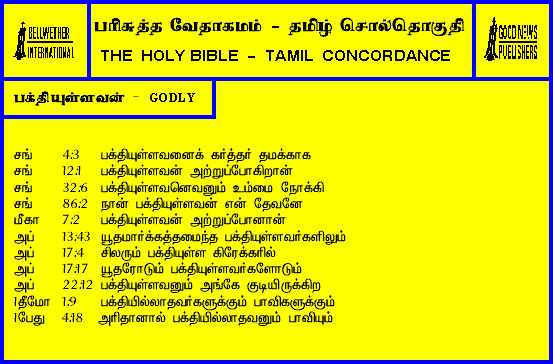 BELLWETHER
INTERNATIONAL
பரிசுத்த வேதாகமம் - தமிழ் சொல்தொகுதி
THE HOLY BIBLE - TAMIL CONCORDANCE
GOOD NEWS
PUBLISHERS
பக்தியுள்ளவன் - GODLY
சங் 4:3 பக்தியுள்ளவனைக் கர்த்தர் தமக்காக
சங் 12:1 பக்தியுள்ளவன் அற்றுப்போகிறான்
சங் 32:6 பக்தியுள்ளவனெவனும் உம்மை நோக்கி
சங் 86:2 நான் பக்தியுள்ளவன் என் தேவனே
மீகா 7:2 பக்தியுள்ளவன் அற்றுப்போனான்
அப் 13:43 யூதமார்க்கத்தமைந்த பக்தியுள்ளவர்களிலும்
அப் 17:4 சிலரும் பக்தியுள்ள கிரேக்கரில்
அப் 17:17 யூதரோடும் பக்தியுள்ளவர்களோடும்
அப் 22:12 பக்தியுள்ளவனும் அங்கே குடியிருக்கிற
1தீமோ 1:9 பக்தியில்லாதவர்களுக்கும் பாவிகளுக்கும்
1பேது 4:18 அரிதானால் பக்தியில்லாதவனும் பாவியும்